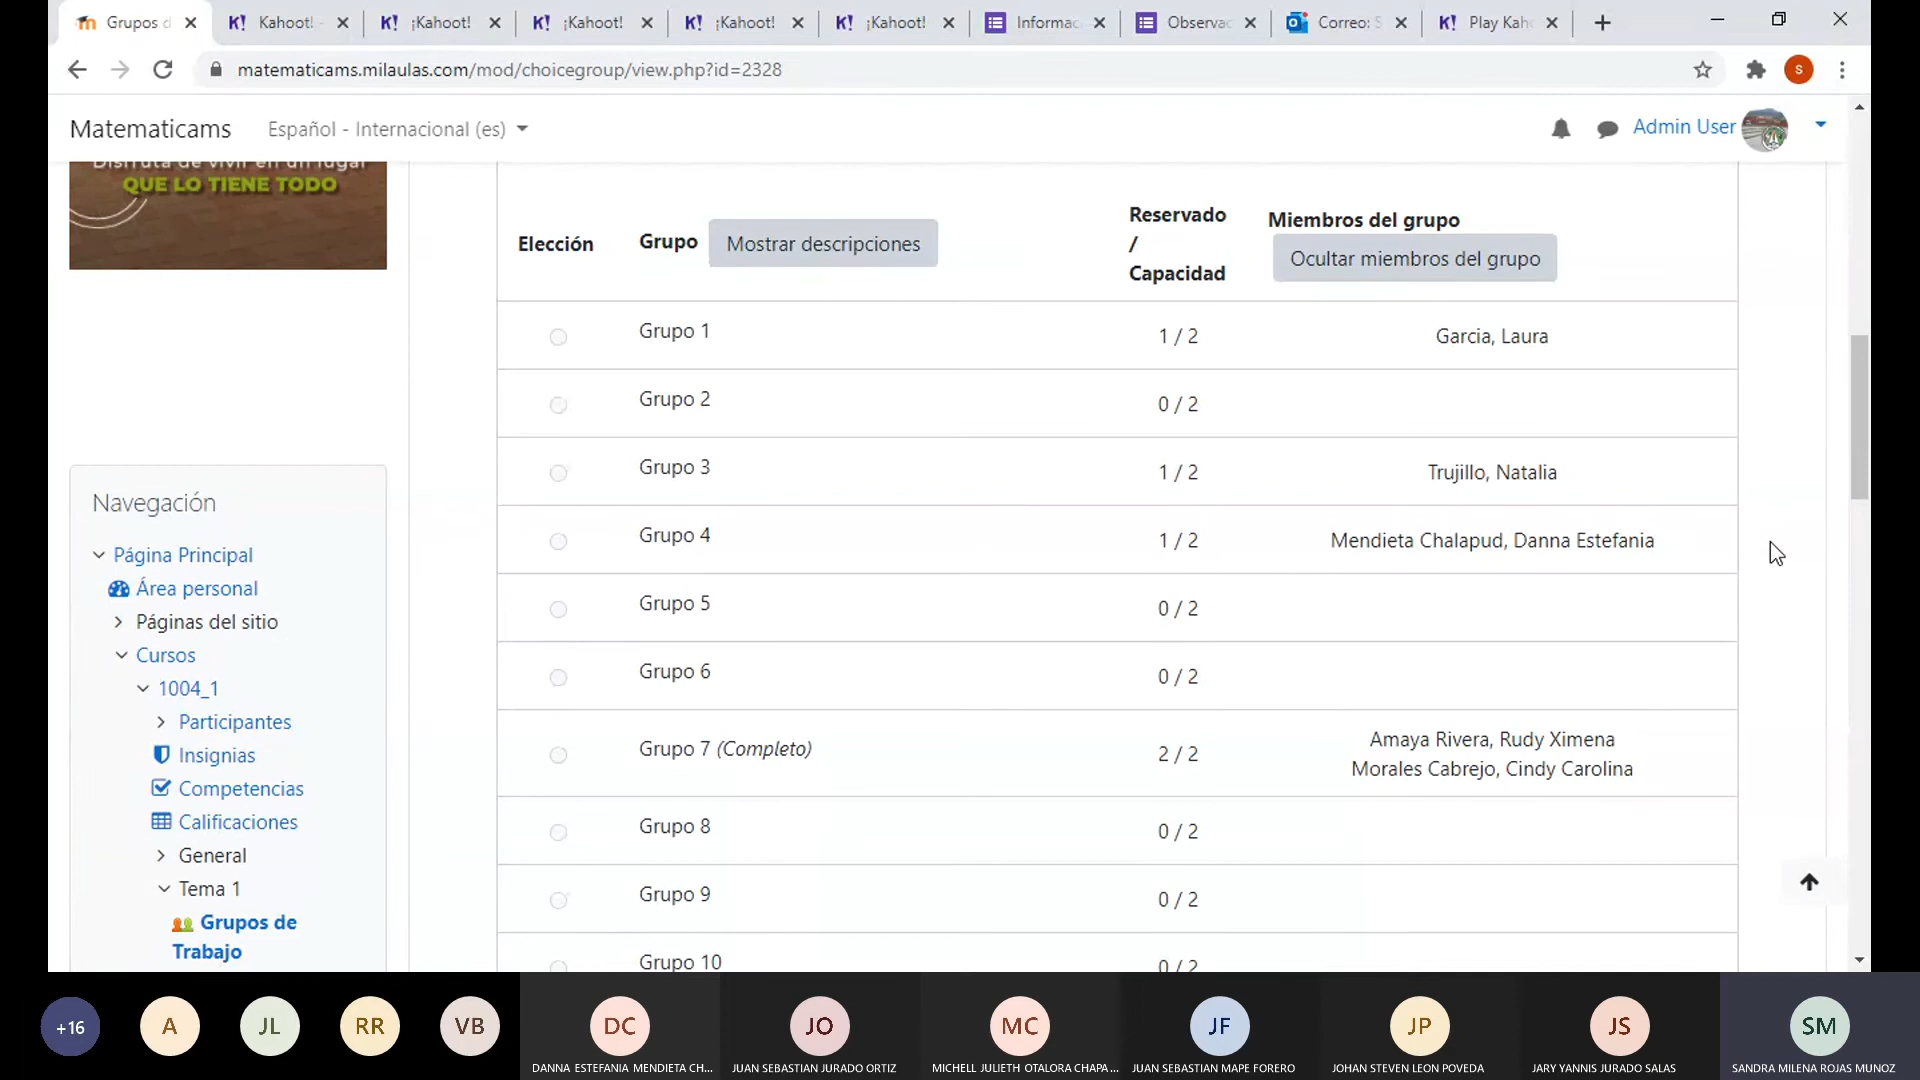 Grupos d
Kahoot! -
¡Kahoot!
¡Kahoot!
¡Kahoot!
¡Kahoot!
Informac
Observac
Correo: S
Play Kah
matematicams.milaulas.com/mod/choicegroup/view.php?id=2328
S
Matematicams
Español - Internacional (es)
Admin User
Disfruta de vivir en un lugar
QUE LO TIENE TODO
Elección
Grupo
Mostrar descripciones
Reservado
/
Capacidad
Miembros del grupo
Ocultar miembros del grupo
Grupo 1
1 / 2
Garcia, Laura
Grupo 2
0 / 2
Grupo 3
1 / 2
Trujillo, Natalia
Grupo 4
1 / 2
Mendieta Chalapud, Danna Estefania
Grupo 5
0 / 2
Grupo 6
0 / 2
Grupo 7 (Completo)
2 / 2
Amaya Rivera, Rudy Ximena
Morales Cabrejo, Cindy Carolina
Grupo 8
0 / 2
Grupo 9
0 / 2
Grupo 10
0 / 2
Navegación
Página Principal
Área personal
Páginas del sitio
Cursos
1004_1
Participantes
Insignias
Competencias
Calificaciones
General
Tema 1
Grupos de
Trabajo
+16
A
JL
RR
VB
DC
DANNA ESTEFANIA MENDIETA CH...
JO
JUAN SEBASTIAN JURADO ORTIZ
MC
MICHELL JULIETH OTALORA CHAPA...
JF
JUAN SEBASTIAN MAPE FORERO
JP
JOHAN STEVEN LEON POVEDA
JS
JARY YANNIS JURADO SALAS
SM
SANDRA MILENA ROJAS MUNOZ